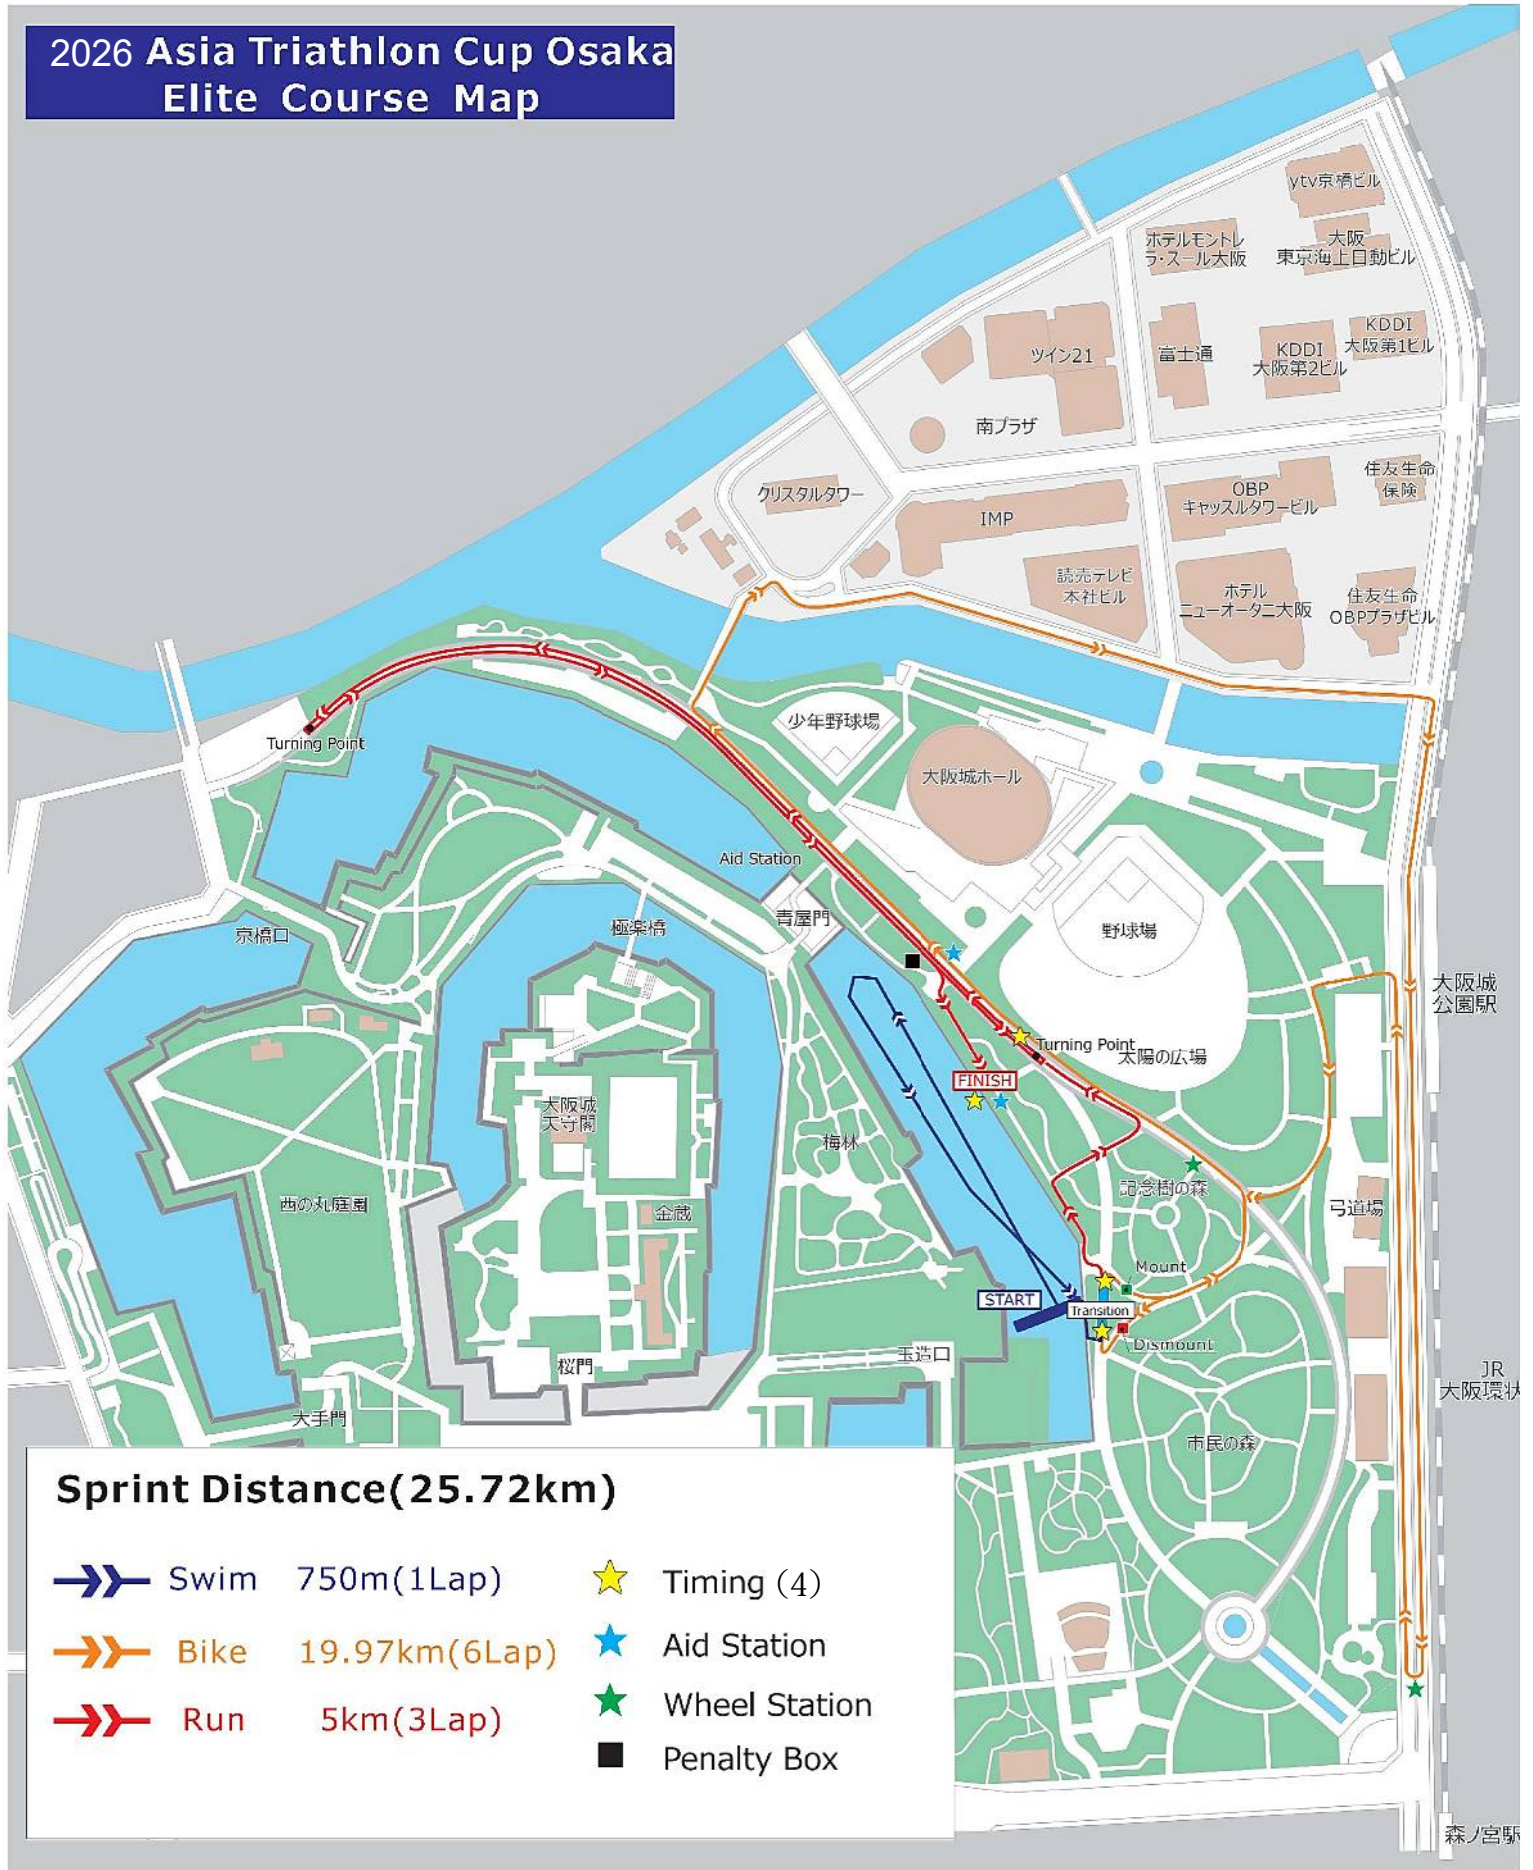 2026 Asia Triathlon Cup Osaka
Elite Course Map
ytv京橋ビル
ホテルモントレ
ラ・スール大阪
大阪
東京海上日動ビル
KDDI
大阪第1ビル
ツイン21
富士通
KDDI
大阪第2ビル
南プラザ
クリスタルタワー
IMP
OBP
キャッスルタワービル
住友生命
保険
読売テレビ
本社ビル
ホテル
ニューオータニ大阪
住友生命
OBPプラザビル
Turning Point
少年野球場
大阪城ホール
Aid Station
青屋門
極楽橋
京橋口
野球場
大阪城
公園駅
Turning Point
太陽の広場
FINISH
大阪城
天守閣
梅林
西の丸庭園
金蔵
記念樹の森
弓道場
Mount
START
Transition
Dismount
玉造口
桜門
大手門
JR
大阪環状
市民の森
森ノ宮駅
Sprint Distance(25.72km)
Swim 750m(1Lap)
Bike 19.97km(6Lap)
Run 5km(3Lap)
Timing (4)
Aid Station
Wheel Station
Penalty Box